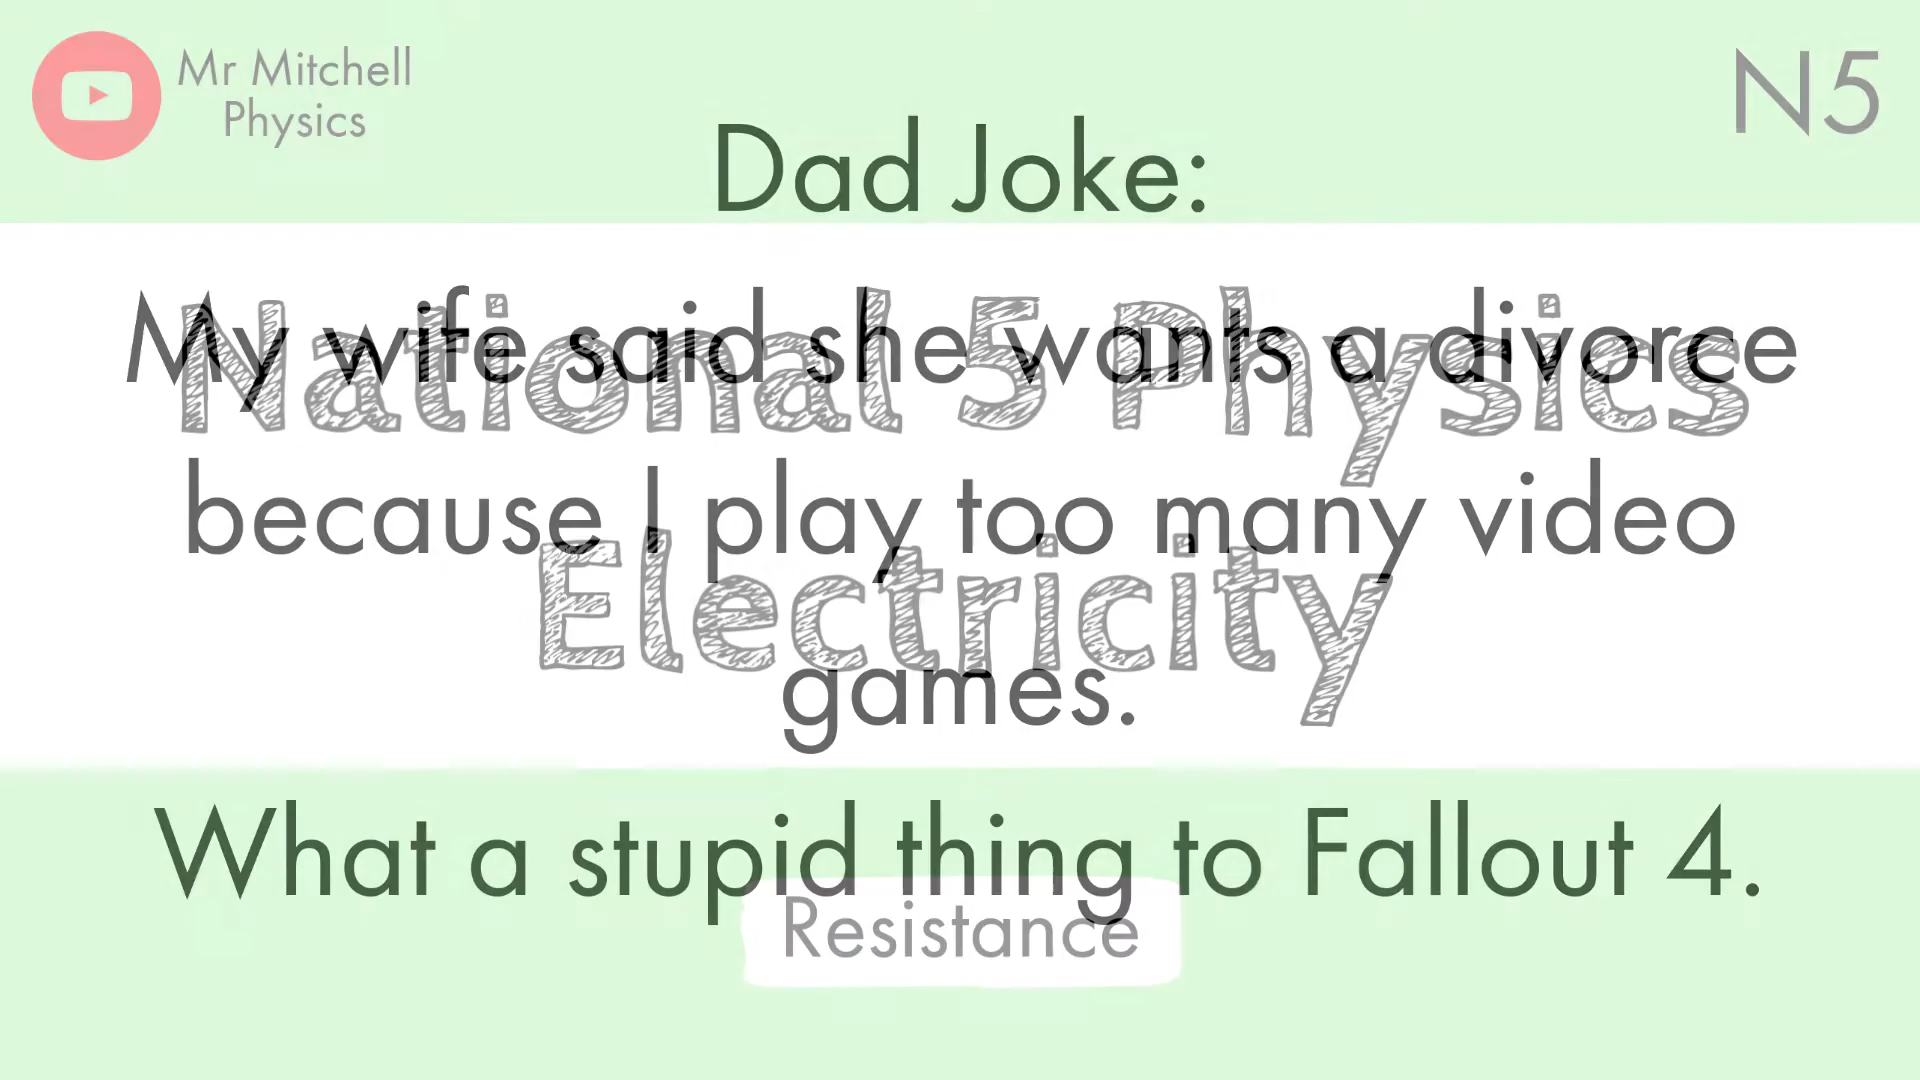 Mr Mitchell
Physics
N5
Dad Joke:
My wife said she wants a divorce
National 5 Physics
because I play too many video
Electricity
games.
What a stupid thing to Fallout 4.
Resistance